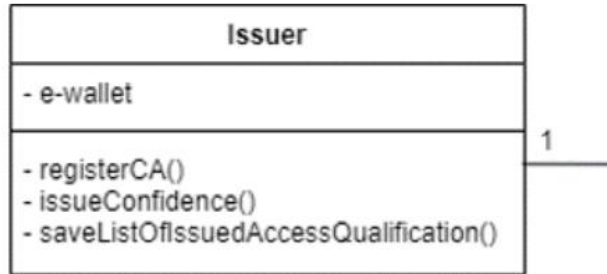 Issuer
- e-wallet
1
- registerCA()
- issueConfidence()
- saveListOfIssuedAccessQualification()